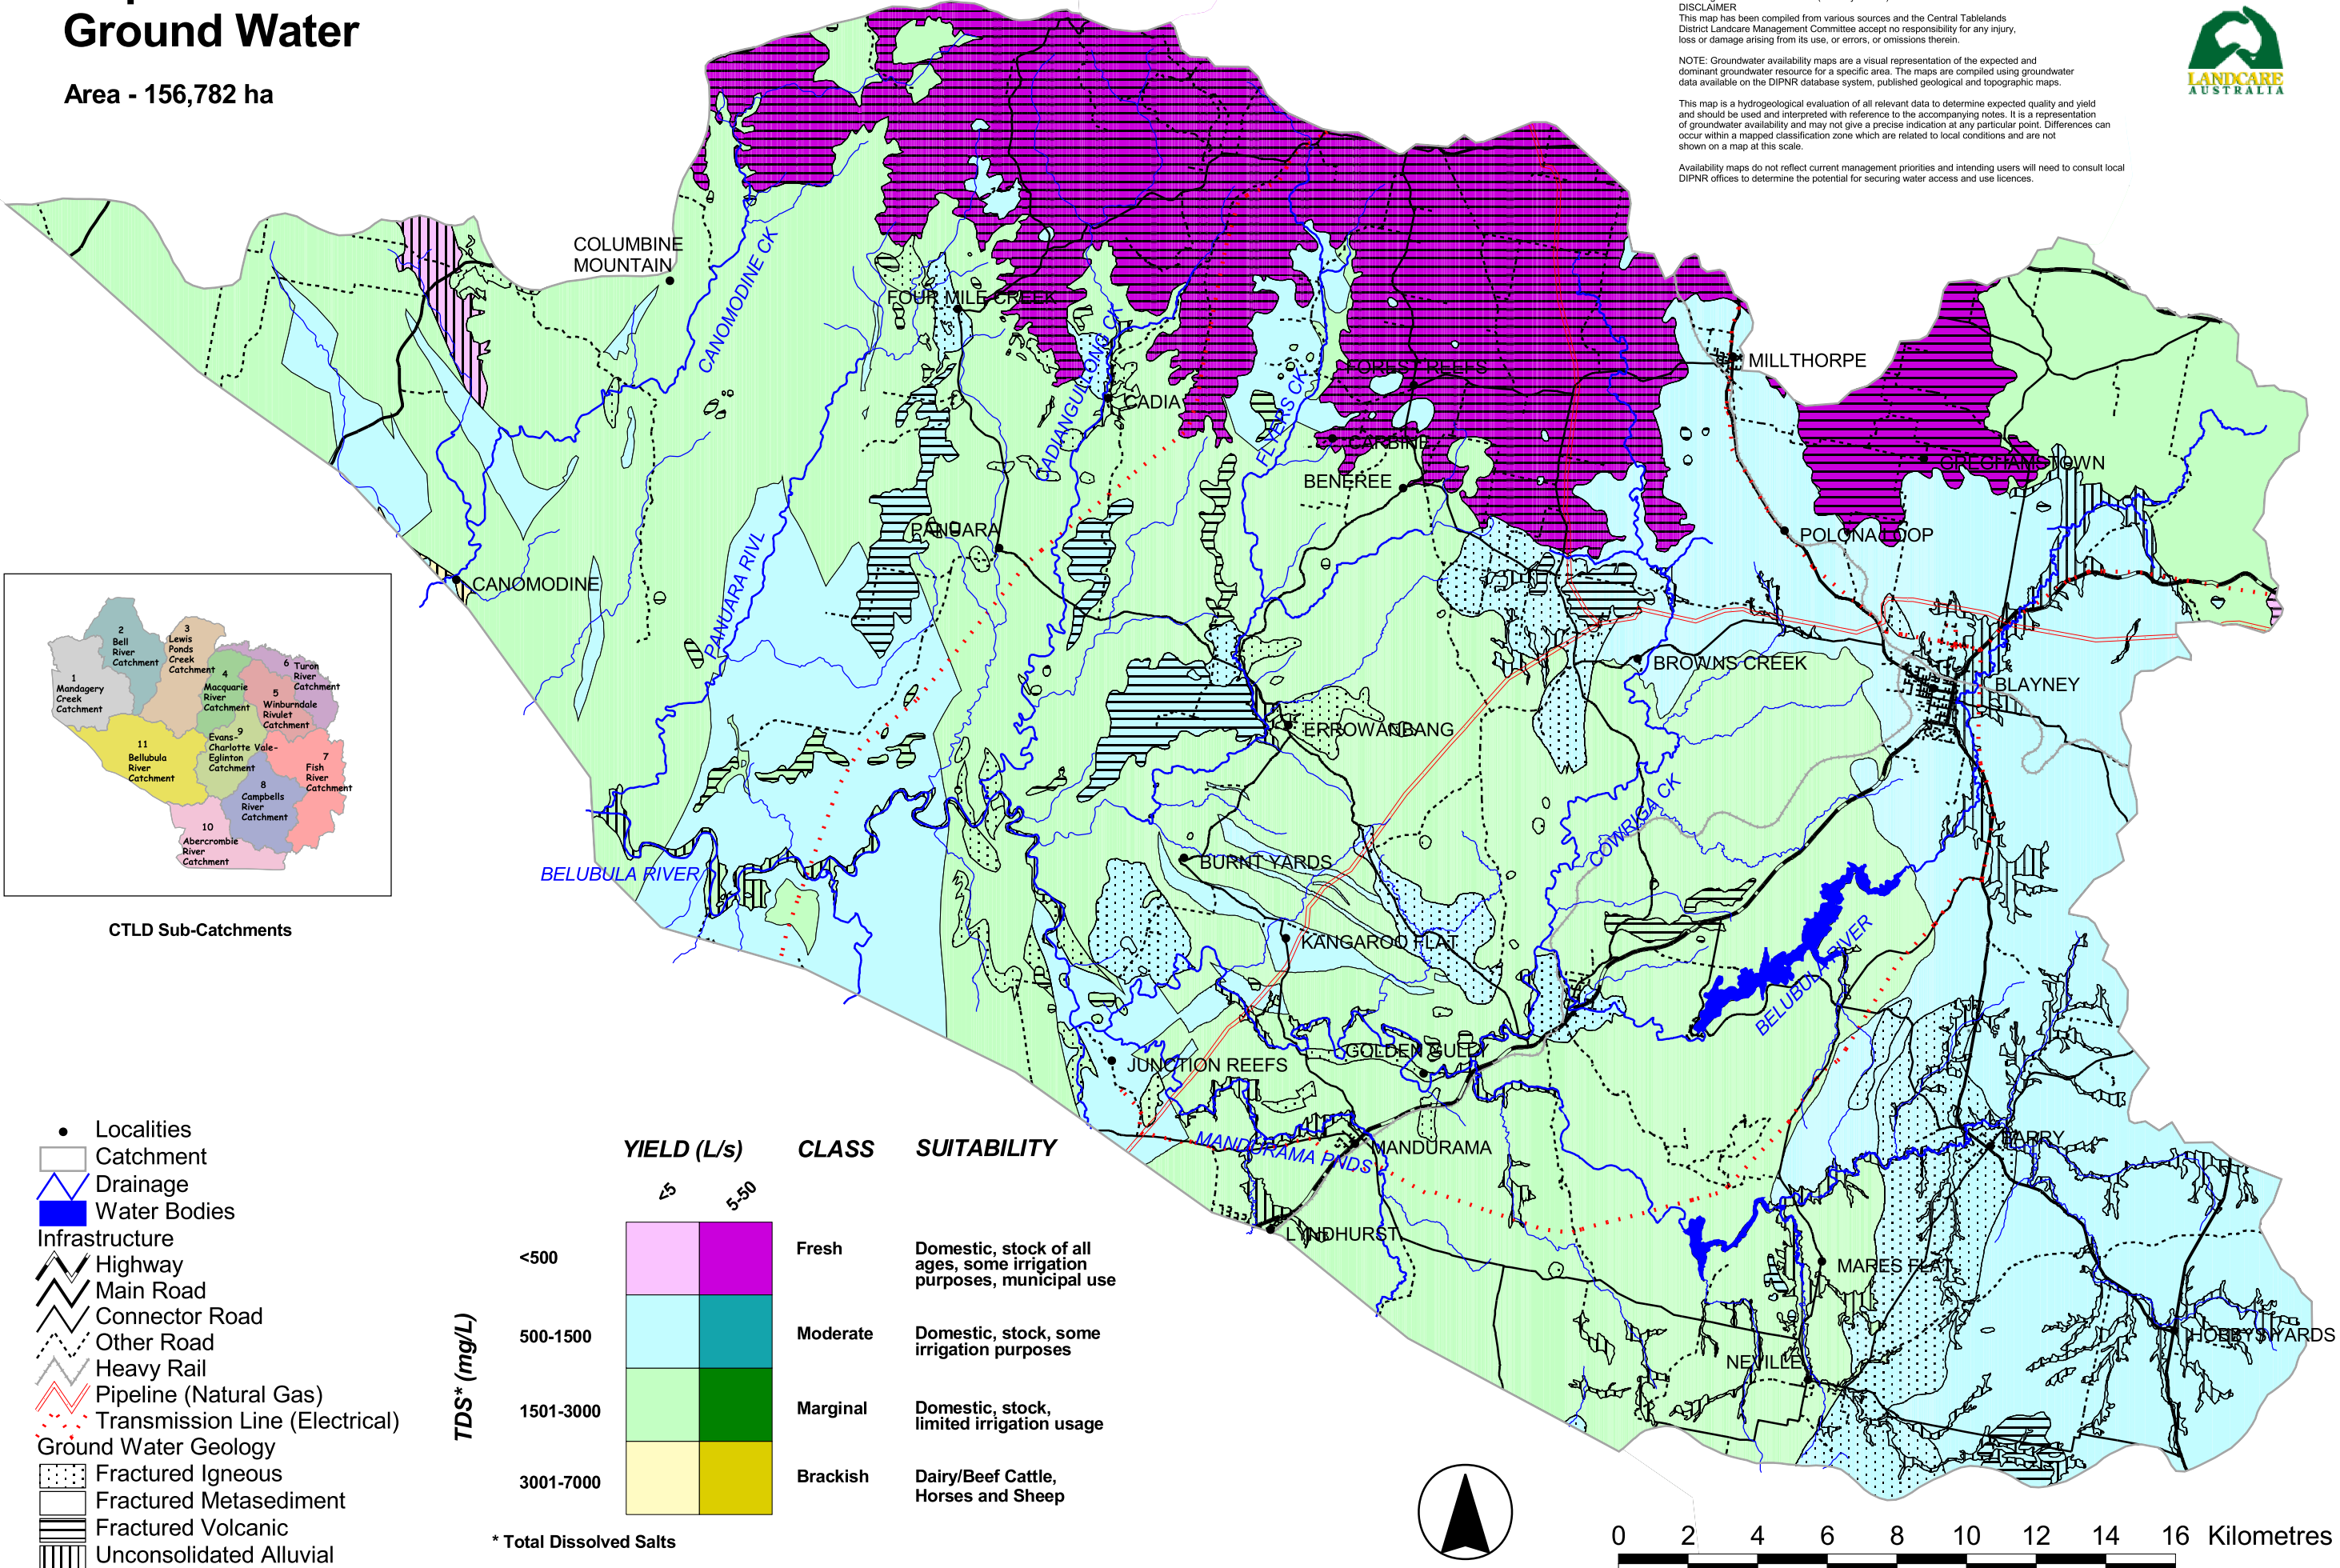 Ground Water
Area - 156,782 ha
DISCLAIMER
This map has been compiled from various sources and the Central Tablelands
District Landcare Management Committee accept no responsibility for any injury,
loss or damage arising from its use, or errors, or omissions therein.
NOTE: Groundwater availability maps are a visual representation of the expected and
dominant groundwater resource for a specific area. The maps are compiled using groundwater
data available on the DIPNR database system, published geological and topographic maps.
This map is a hydrogeological evaluation of all relevant data to determine expected quality and yield
and should be used and interpreted with reference to the accompanying notes. It is a representation
of groundwater availability and may not give a precise indication at any particular point. Differences can
occur within a mapped classification zone which are related to local conditions and are not
shown on a map at this scale.
Availability maps do not reflect current management priorities and intending users will need to consult local
DIPNR offices to determine the potential for securing water access and use licences.
LANDCARE
AUSTRALIA
COLUMBINE
MOUNTAIN
CANOMODINE CK
FOUR MILE CREEK
CADIANGULLONG CK
CADIA
FLYERS CK
FOREST REEFS
CARBINE
BENEREE
MILLTHORPE
GREGHAMSTOWN
POLONA LOOP
PANUARA
PANUARA RIVL
CANOMODINE
BROWNS CREEK
BLAYNEY
ERROWANBANG
COWRIGA CK
BURNT YARDS
BELUBULA RIVER
KANGAROO FLAT
BELUBULA RIVER
GOLDEN GULLY
JUNCTION REEFS
MANDURAMA PNDS
MANDURAMA
BARRY
LYNDHURST
MARES FLAT
HOBBYS YARDS
NEVILLE
1
Mandagery
Creek
Catchment
2
Bell
River
Catchment
3
Lewis
Ponds
Creek
Catchment
4
Macquarie
River
Catchment
5
Winburndale
Rivulet
Catchment
6 Turon
River
Catchment
7
Fish
River
Catchment
8
Campbells
River
Catchment
9
Evans-
Charlotte Vale-
Eglinton
Catchment
10
Abercrombie
River
Catchment
11
Bellubula
River
Catchment
CTLD Sub-Catchments
Localities
Catchment
Drainage
Water Bodies
Infrastructure
Highway
Main Road
Connector Road
Other Road
Heavy Rail
Pipeline (Natural Gas)
Transmission Line (Electrical)
Ground Water Geology
Fractured Igneous
Fractured Metasediment
Fractured Volcanic
Unconsolidated Alluvial
YIELD (L/s) CLASS SUITABILITY
<5 5-50
TDS* (mg/L)
<500 Fresh Domestic, stock of all
ages, some irrigation
purposes, municipal use
500-1500 Moderate Domestic, stock, some
irrigation purposes
1501-3000 Marginal Domestic, stock,
limited irrigation usage
3001-7000 Brackish Dairy/Beef Cattle,
Horses and Sheep
* Total Dissolved Salts
0 2 4 6 8 10 12 14 16 Kilometres